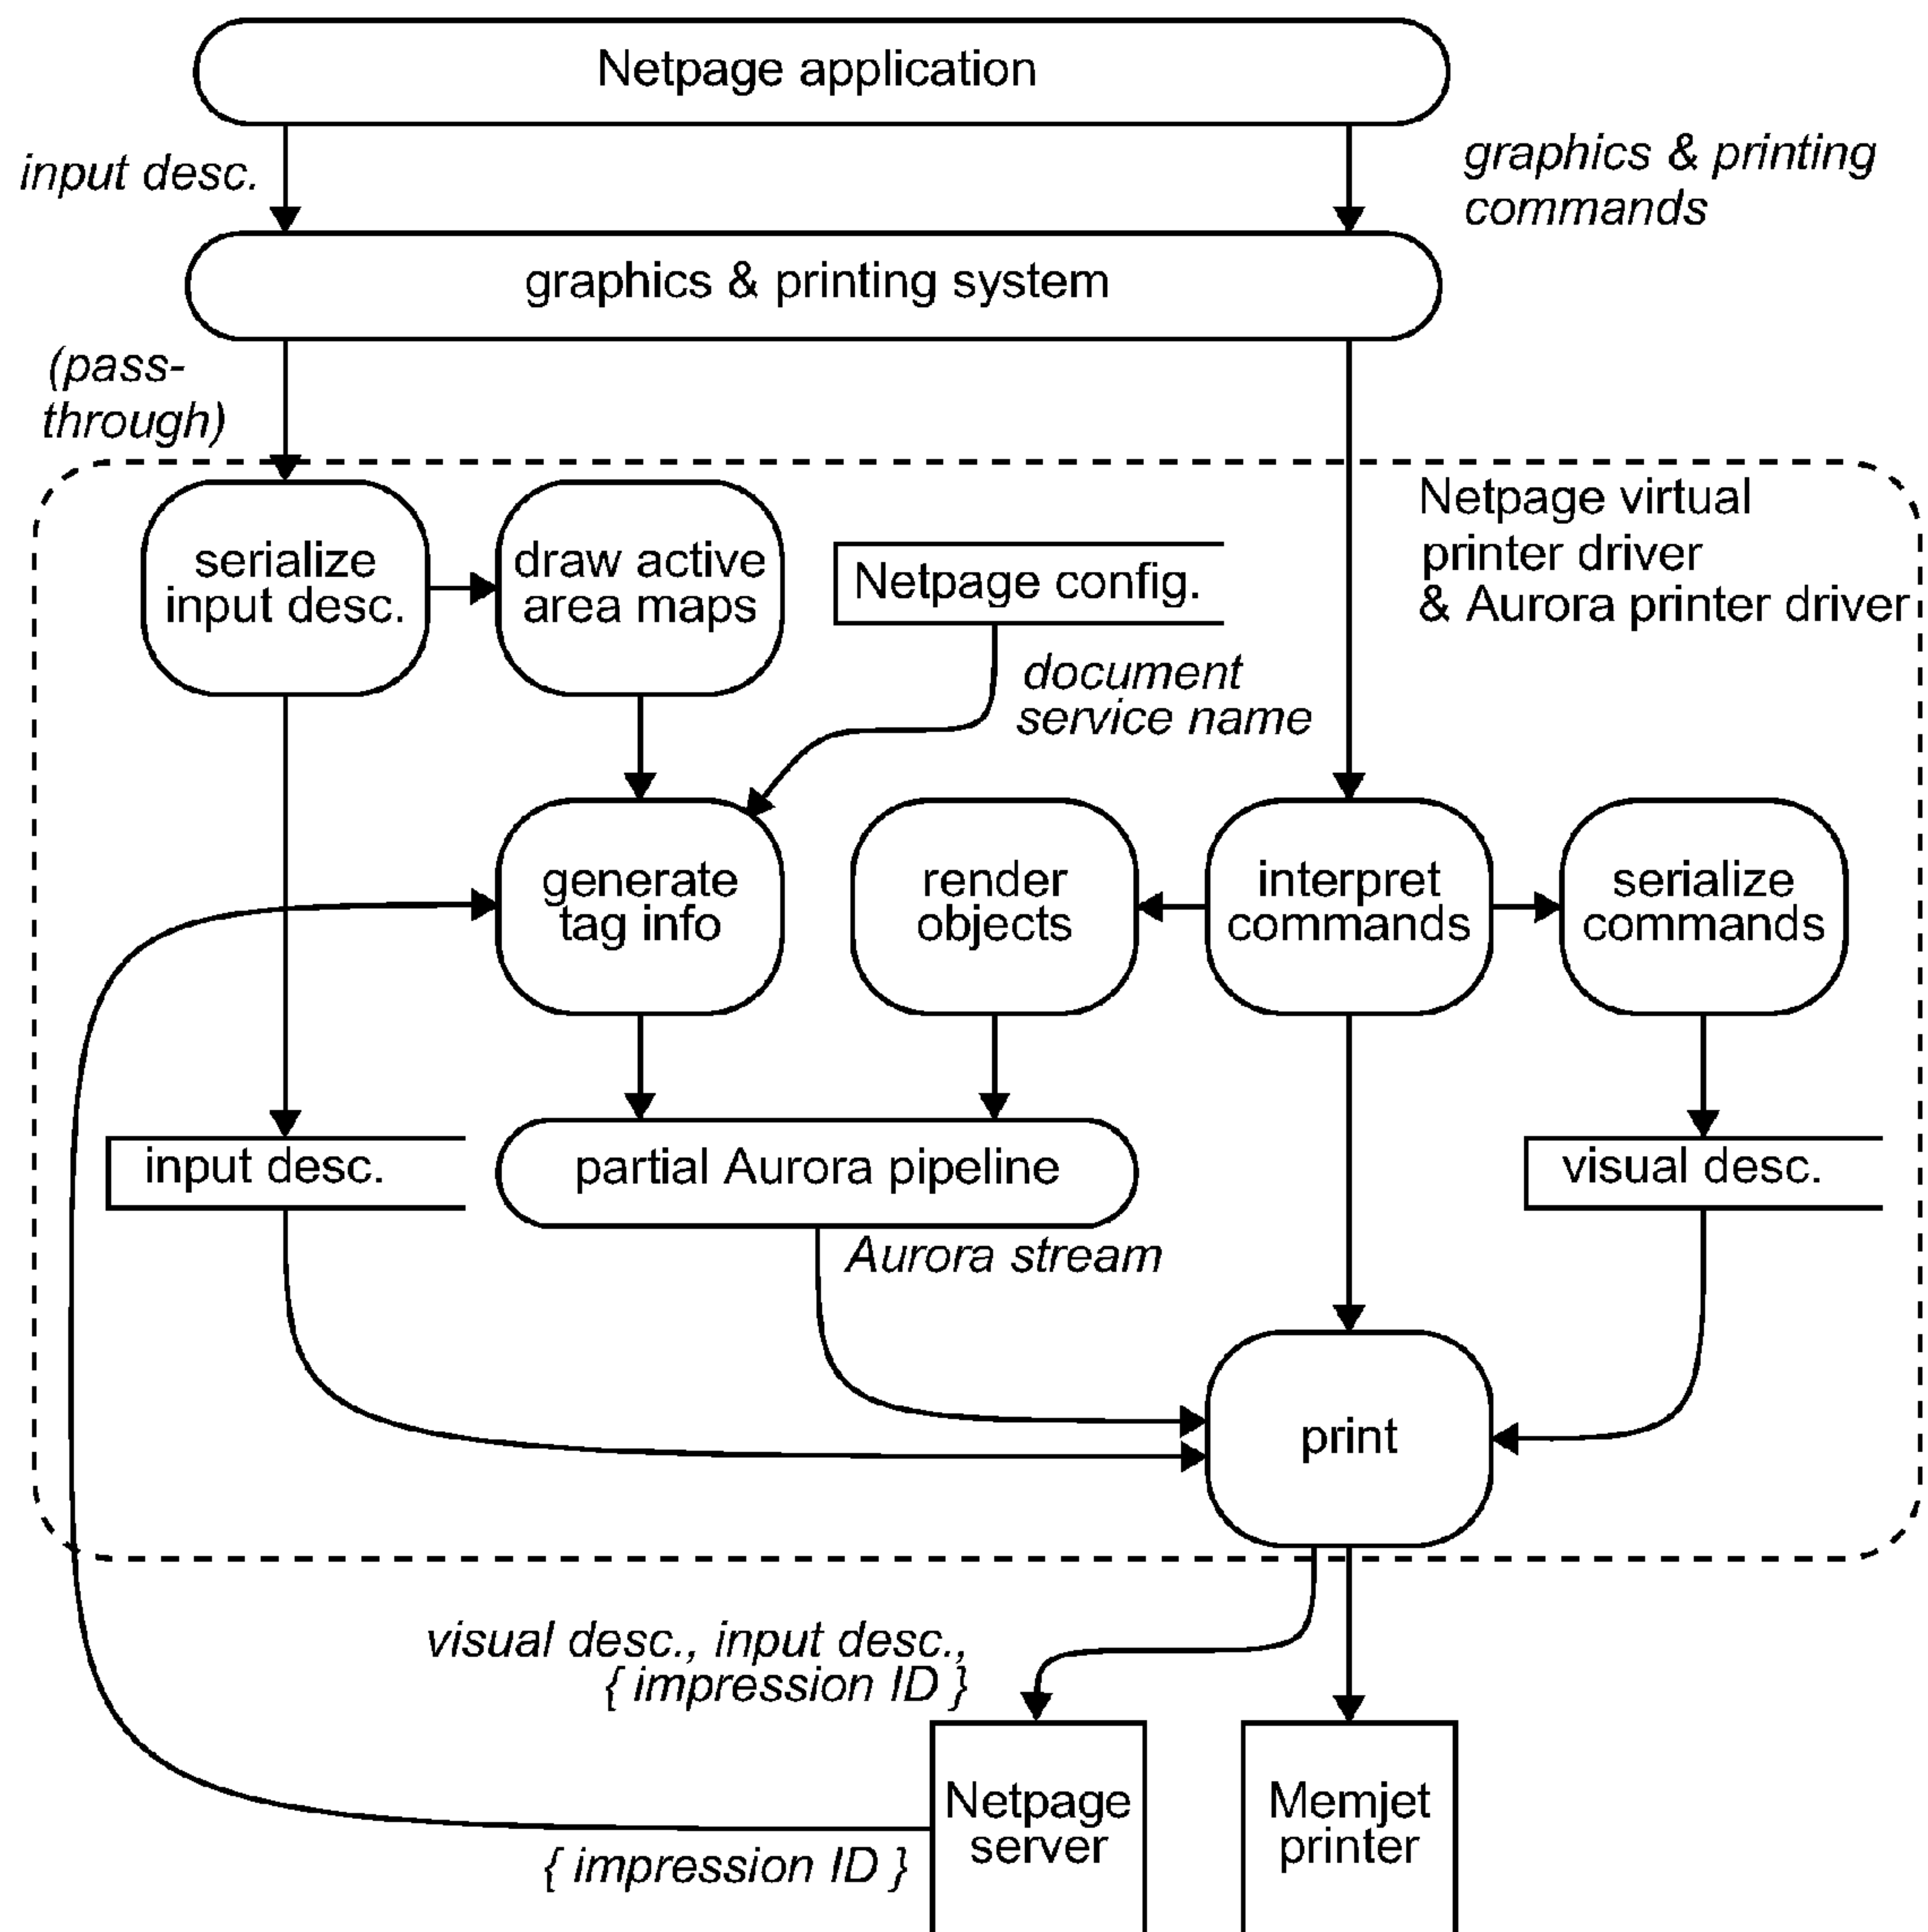 Netpage application
input desc.
graphics & printing
commands
graphics & printing system
(pass-
through)
Netpage virtual
printer driver
& Aurora printer driver
serialize
input desc.
draw active
area maps
Netpage config.
document
service name
generate
tag info
render
objects
interpret
commands
serialize
commands
input desc.
partial Aurora pipeline
visual desc.
Aurora stream
print
visual desc., input desc.,
{ impression ID }
Netpage
server
Memjet
printer
{ impression ID }